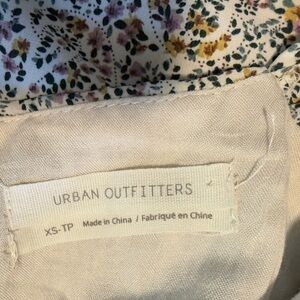 URBAN OUTFITTERS
XS-TP Made in China / Fabriqué en Chine